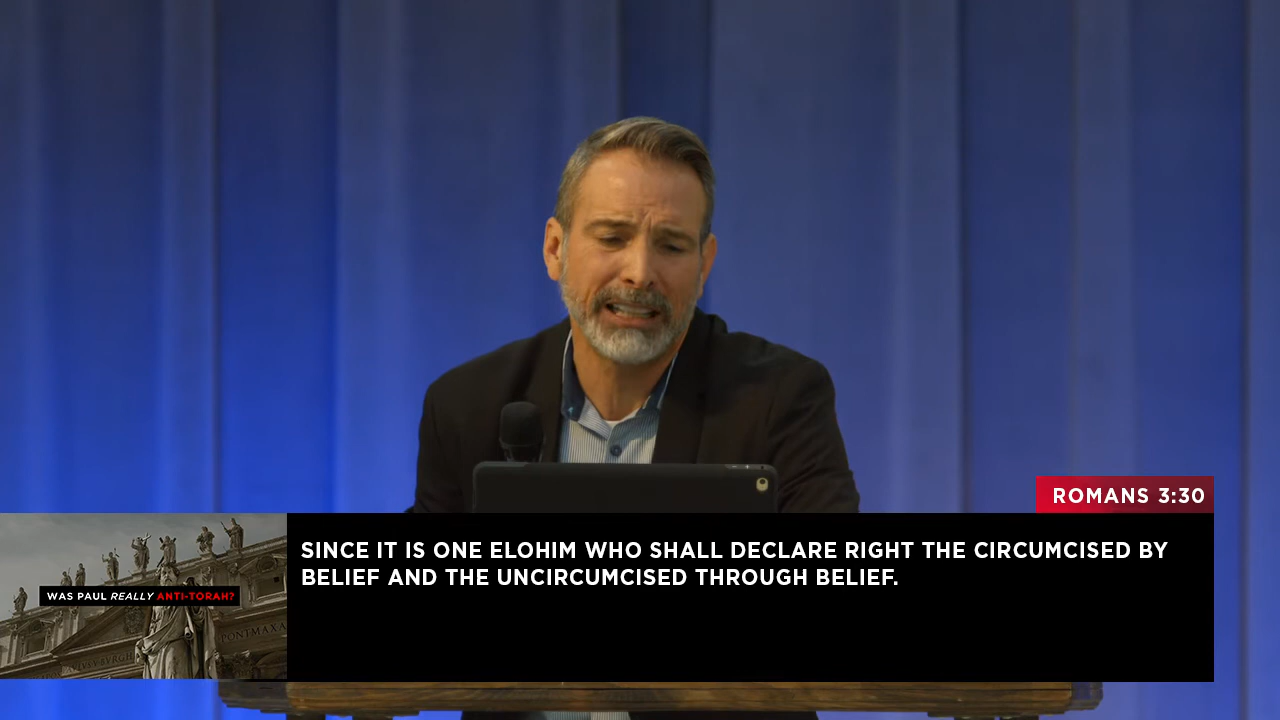 ROMANS 3:30
SINCE IT IS ONE ELOHIM WHO SHALL DECLARE RIGHT THE CIRCUMCISED BY
BELIEF AND THE UNCIRCUMCISED THROUGH BELIEF.
WAS PAUL REALLY ANTI-TORAH?
PONTMAXA